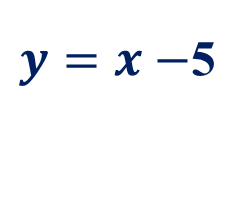 y = x −5